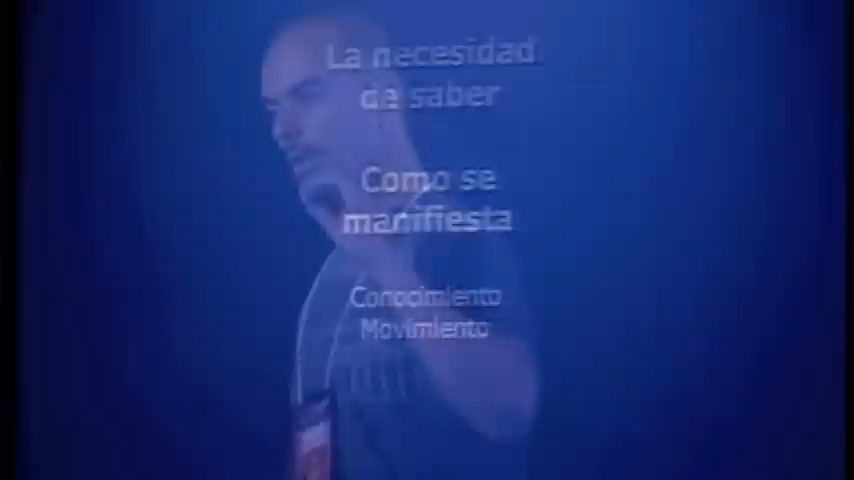 La necesidad
de saber
Como se
manifiesta
Conocimiento
Movimiento